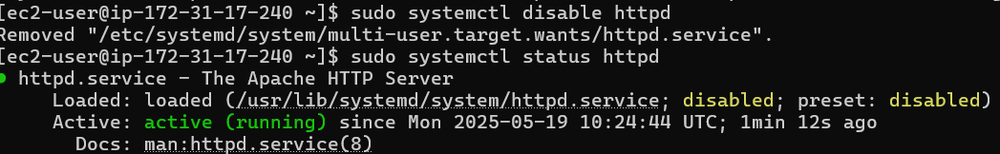 [ec2-user@ip-172-31-17-240 ~]$ sudo systemctl disable httpd
Removed "/etc/systemd/system/multi-user.target.wants/httpd.service".
[ec2-user@ip-172-31-17-240 ~]$ sudo systemctl status httpd
● httpd.service - The Apache HTTP Server
Loaded: loaded (/usr/lib/systemd/system/httpd.service; disabled; preset: disabled)
Active: active (running) since Mon 2025-05-19 10:24:44 UTC; 1min 12s ago
Docs: man:httpd.service(8)